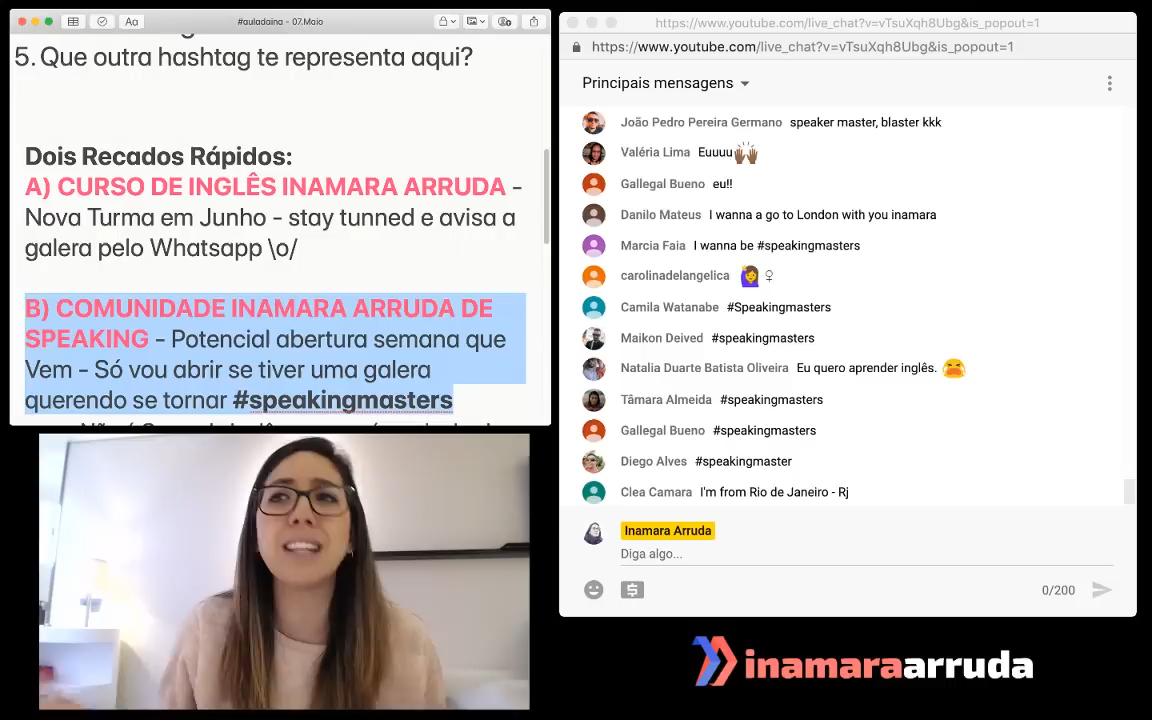 #auladaina - 07.Maio
Aa
5. Que outra hashtag te representa aqui?
Dois Recados Rápidos:
A) CURSO DE INGLÊS INAMARA ARRUDA -
Nova Turma em Junho - stay tunned e avisa a
galera pelo Whatsapp \o/
B) COMUNIDADE INAMARA ARRUDA DE
SPEAKING - Potencial abertura semana que
Vem - Só vou abrir se tiver uma galera
querendo se tornar #speakingmasters
https://www.youtube.com/live_chat?v=vTsuXqh8Ubg&is_popout=1
https://www.youtube.com/live_chat?v=vTsuXqh8Ubg&is_popout=1
Principais mensagens
João Pedro Pereira Germano speaker master, blaster kkk
Valéria Lima Euuuu🙌🏾
Gallegal Bueno eu!!
Danilo Mateus I wanna a go to London with you inamara
Marcia Faia I wanna be #speakingmasters
carolinadelangelica 🙋‍♀
Camila Watanabe #Speakingmasters
Maikon Deived #speakingmasters
Natalia Duarte Batista Oliveira Eu quero aprender inglês. 😫
Tâmara Almeida #speakingmasters
Gallegal Bueno #speakingmasters
Diego Alves #speakingmaster
Clea Camara I'm from Rio de Janeiro - Rj
Inamara Arruda
Diga algo...
0/200
inamaraarruda